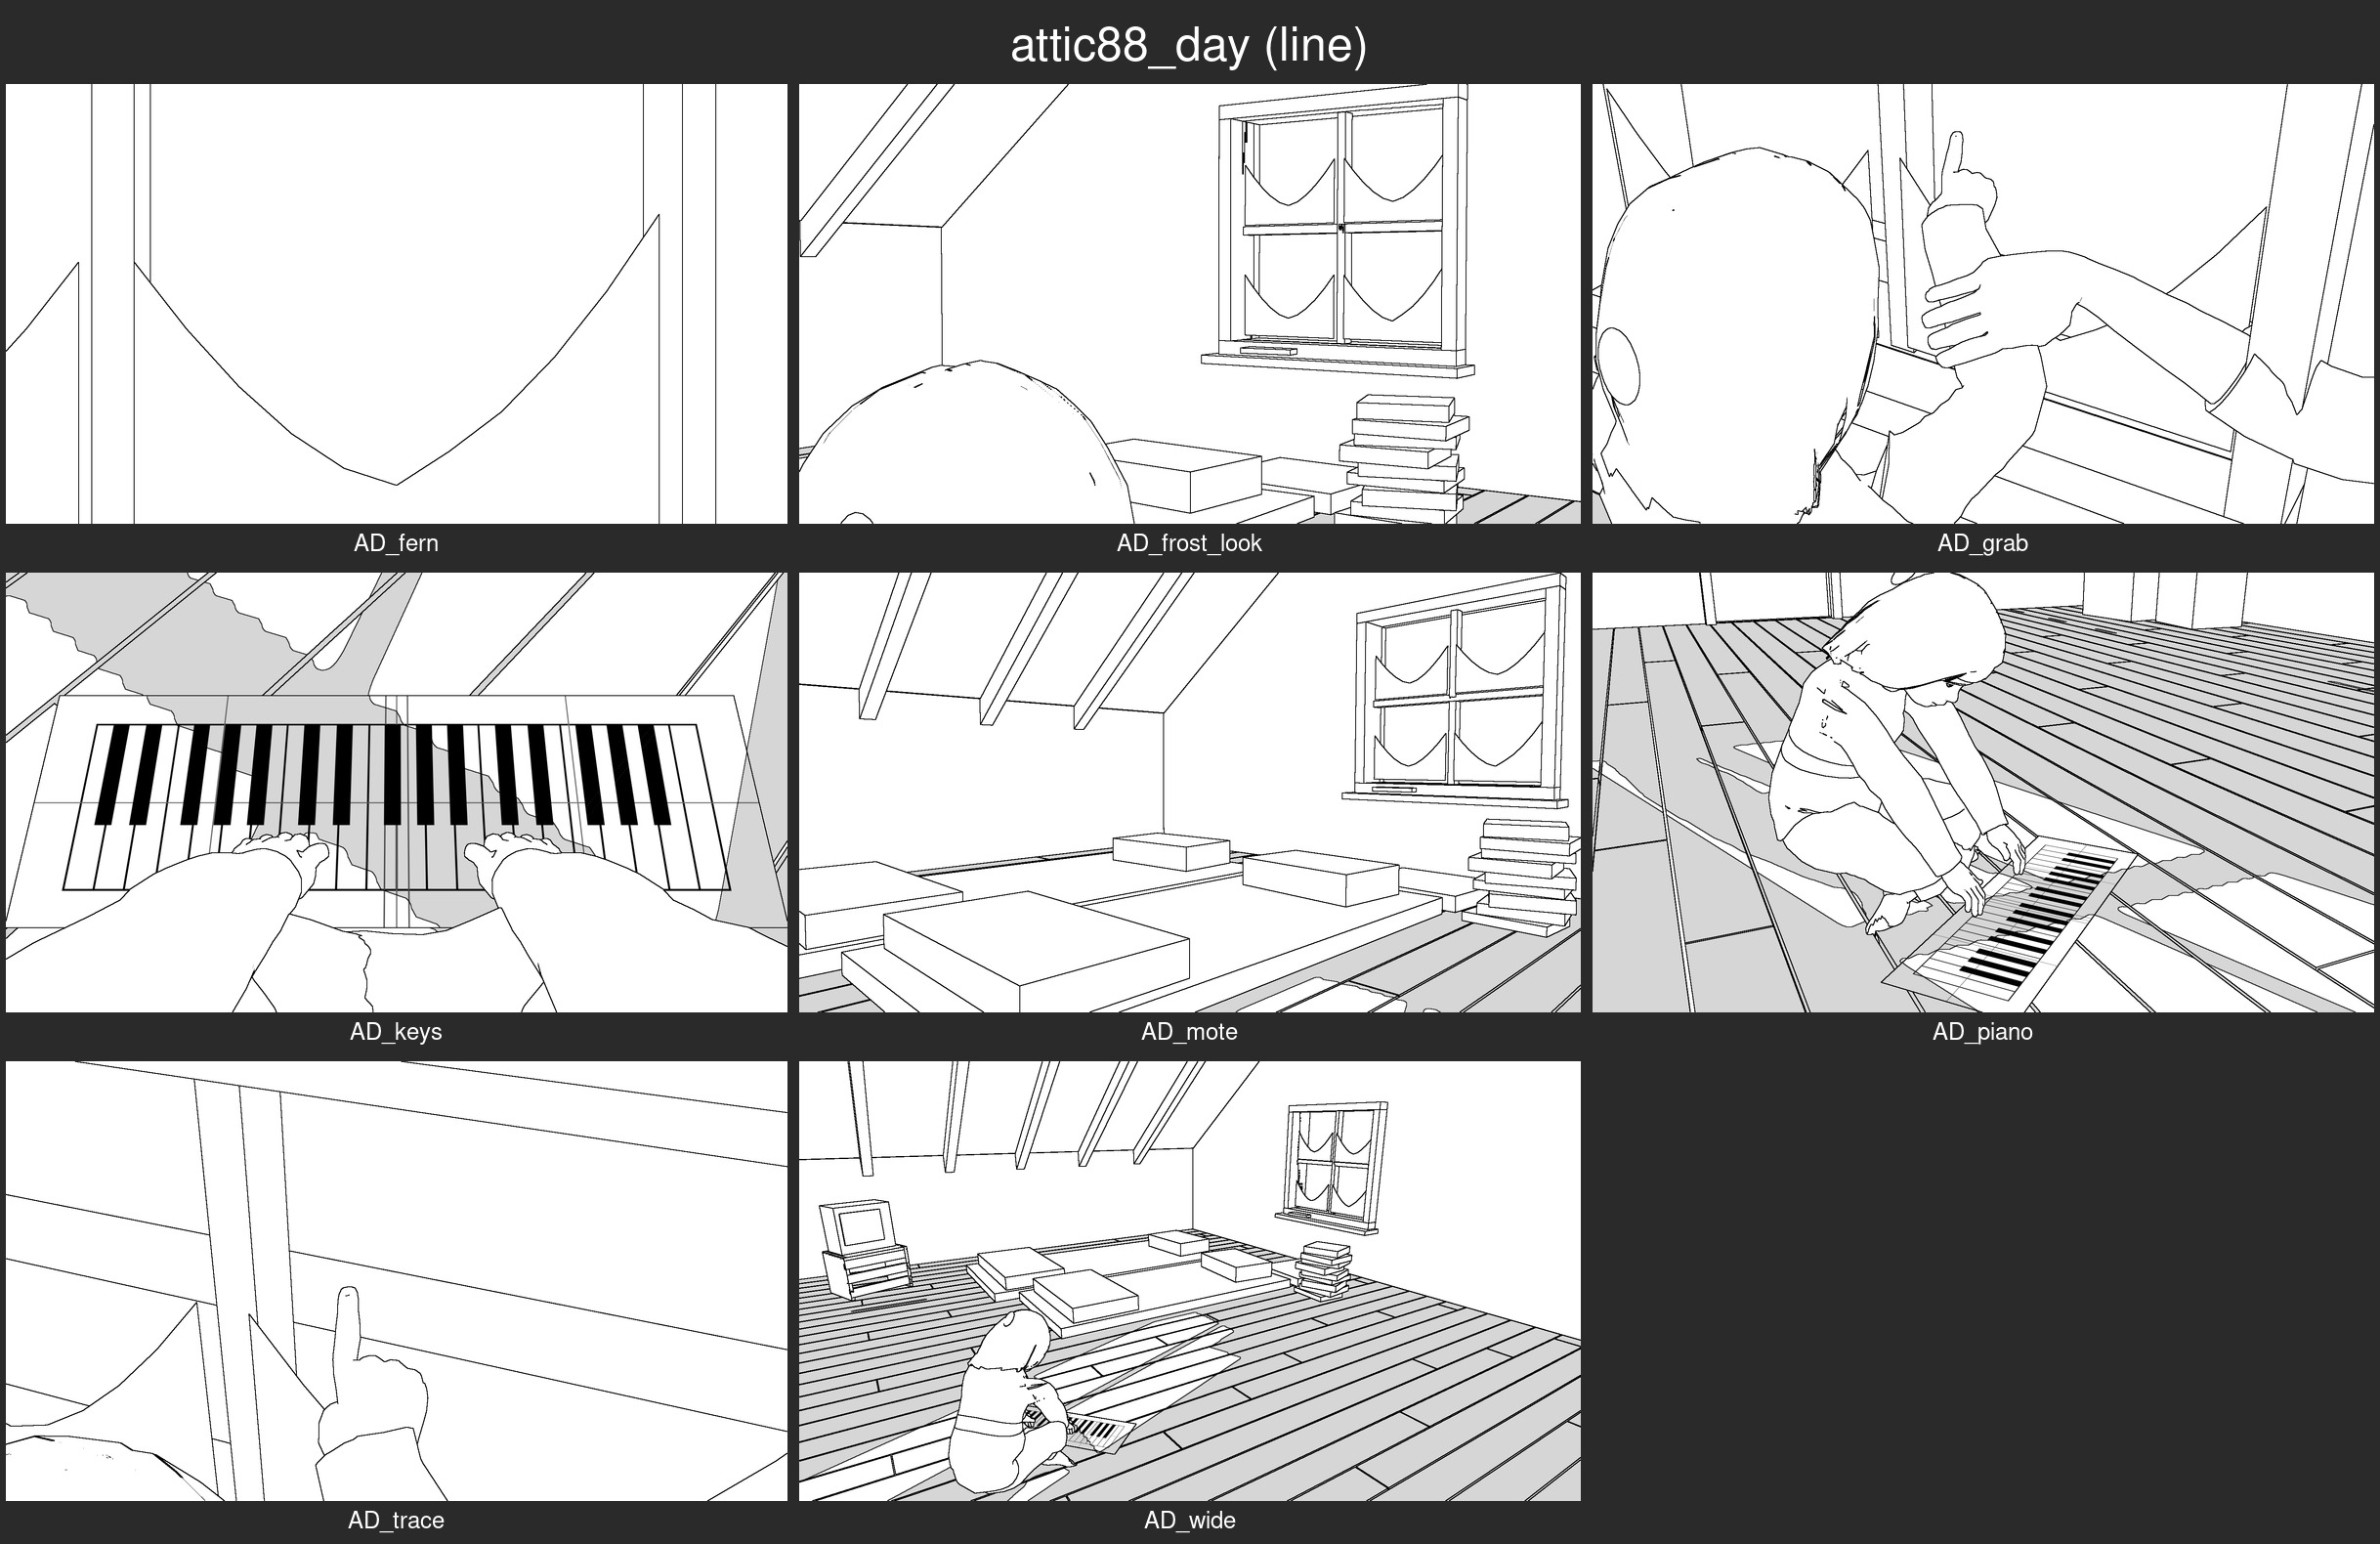 attic88_day (line)
AD_fern
AD_frost_look
AD_grab
AD_keys
AD_mote
AD_piano
AD_trace
AD_wide